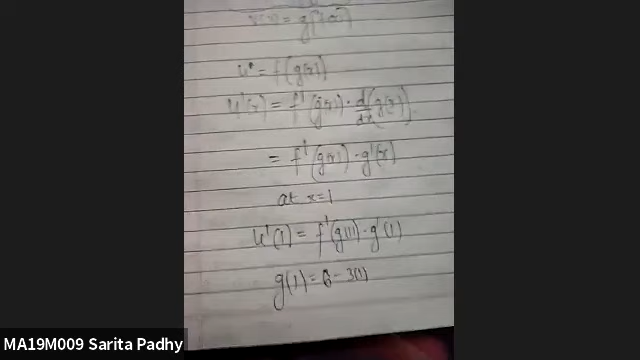 u = f(g(x))
u'(x) = f'(g(x)) · d/dx (g(x))
= f'(g(x)) · g'(x)
at x=1
u'(1) = f'(g(1)) · g'(1)
g(1) = 6 - 3(1)
MA19M009 Sarita Padhy